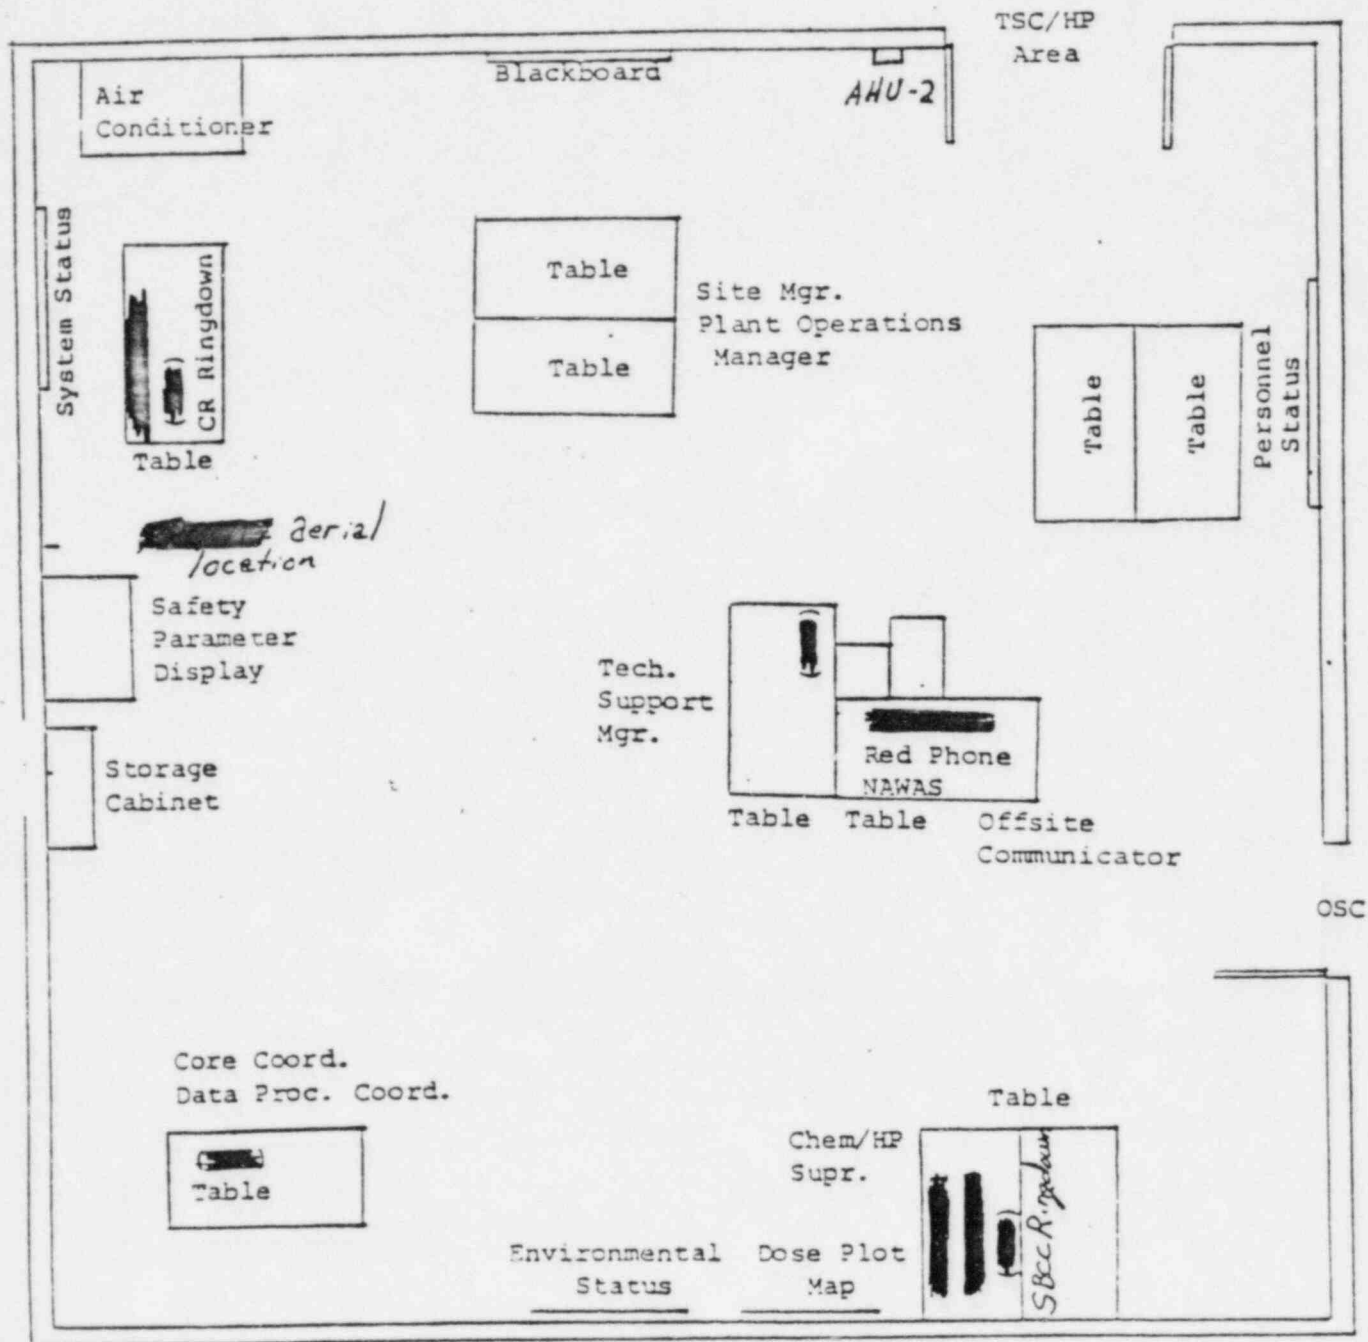 TSC/HP
Area
Blackboard
AHU-2
Air
Conditioner
System Status
CR Ringdown
Table
Table
Table
Site Mgr.
Plant Operations
Manager
Table
Table
Personnel
Status
aerial
location
Safety
Parameter
Display
Tech.
Support
Mgr.
Red Phone
NAWAS
Storage
Cabinet
Table
Table
Offsite
Communicator
OSC
Core Coord.
Data Proc. Coord.
Table
Table
Chem/HP
Supr.
SBCC Ringdown
Environmental
Status
Dose Plot
Map